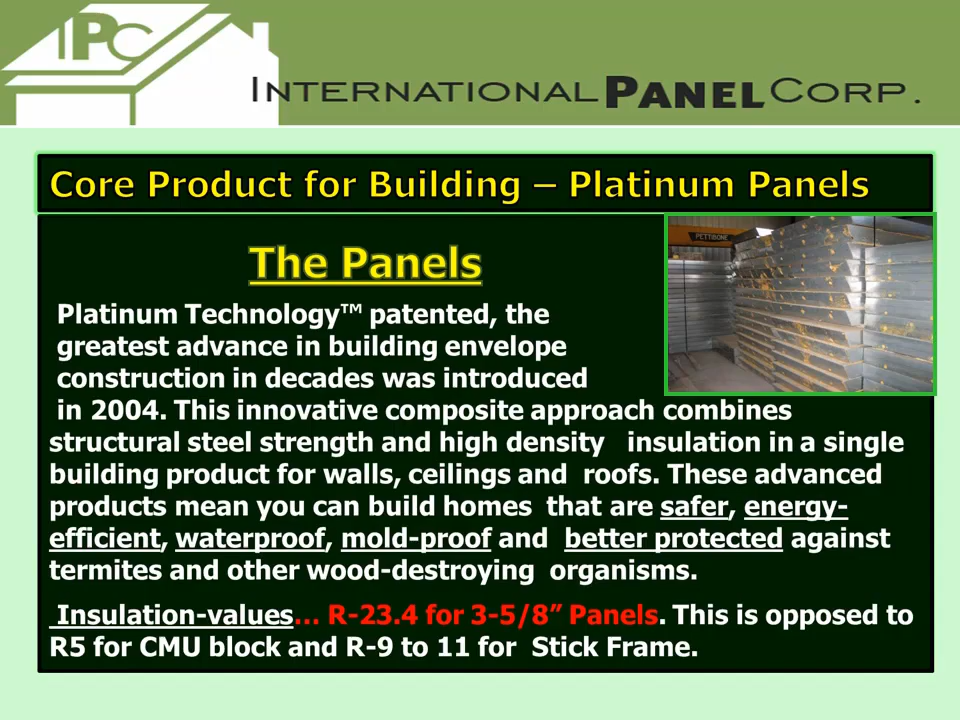 IPC
INTERNATIONAL PANEL CORP.
Core Product for Building – Platinum Panels
PETTIBONE
The Panels
Platinum Technology™ patented, the
greatest advance in building envelope
construction in decades was introduced
in 2004. This innovative composite approach combines
structural steel strength and high density insulation in a single
building product for walls, ceilings and roofs. These advanced
products mean you can build homes that are safer, energy-
efficient, waterproof, mold-proof and better protected against
termites and other wood-destroying organisms.
Insulation-values… R-23.4 for 3-5/8” Panels. This is opposed to
R5 for CMU block and R-9 to 11 for Stick Frame.